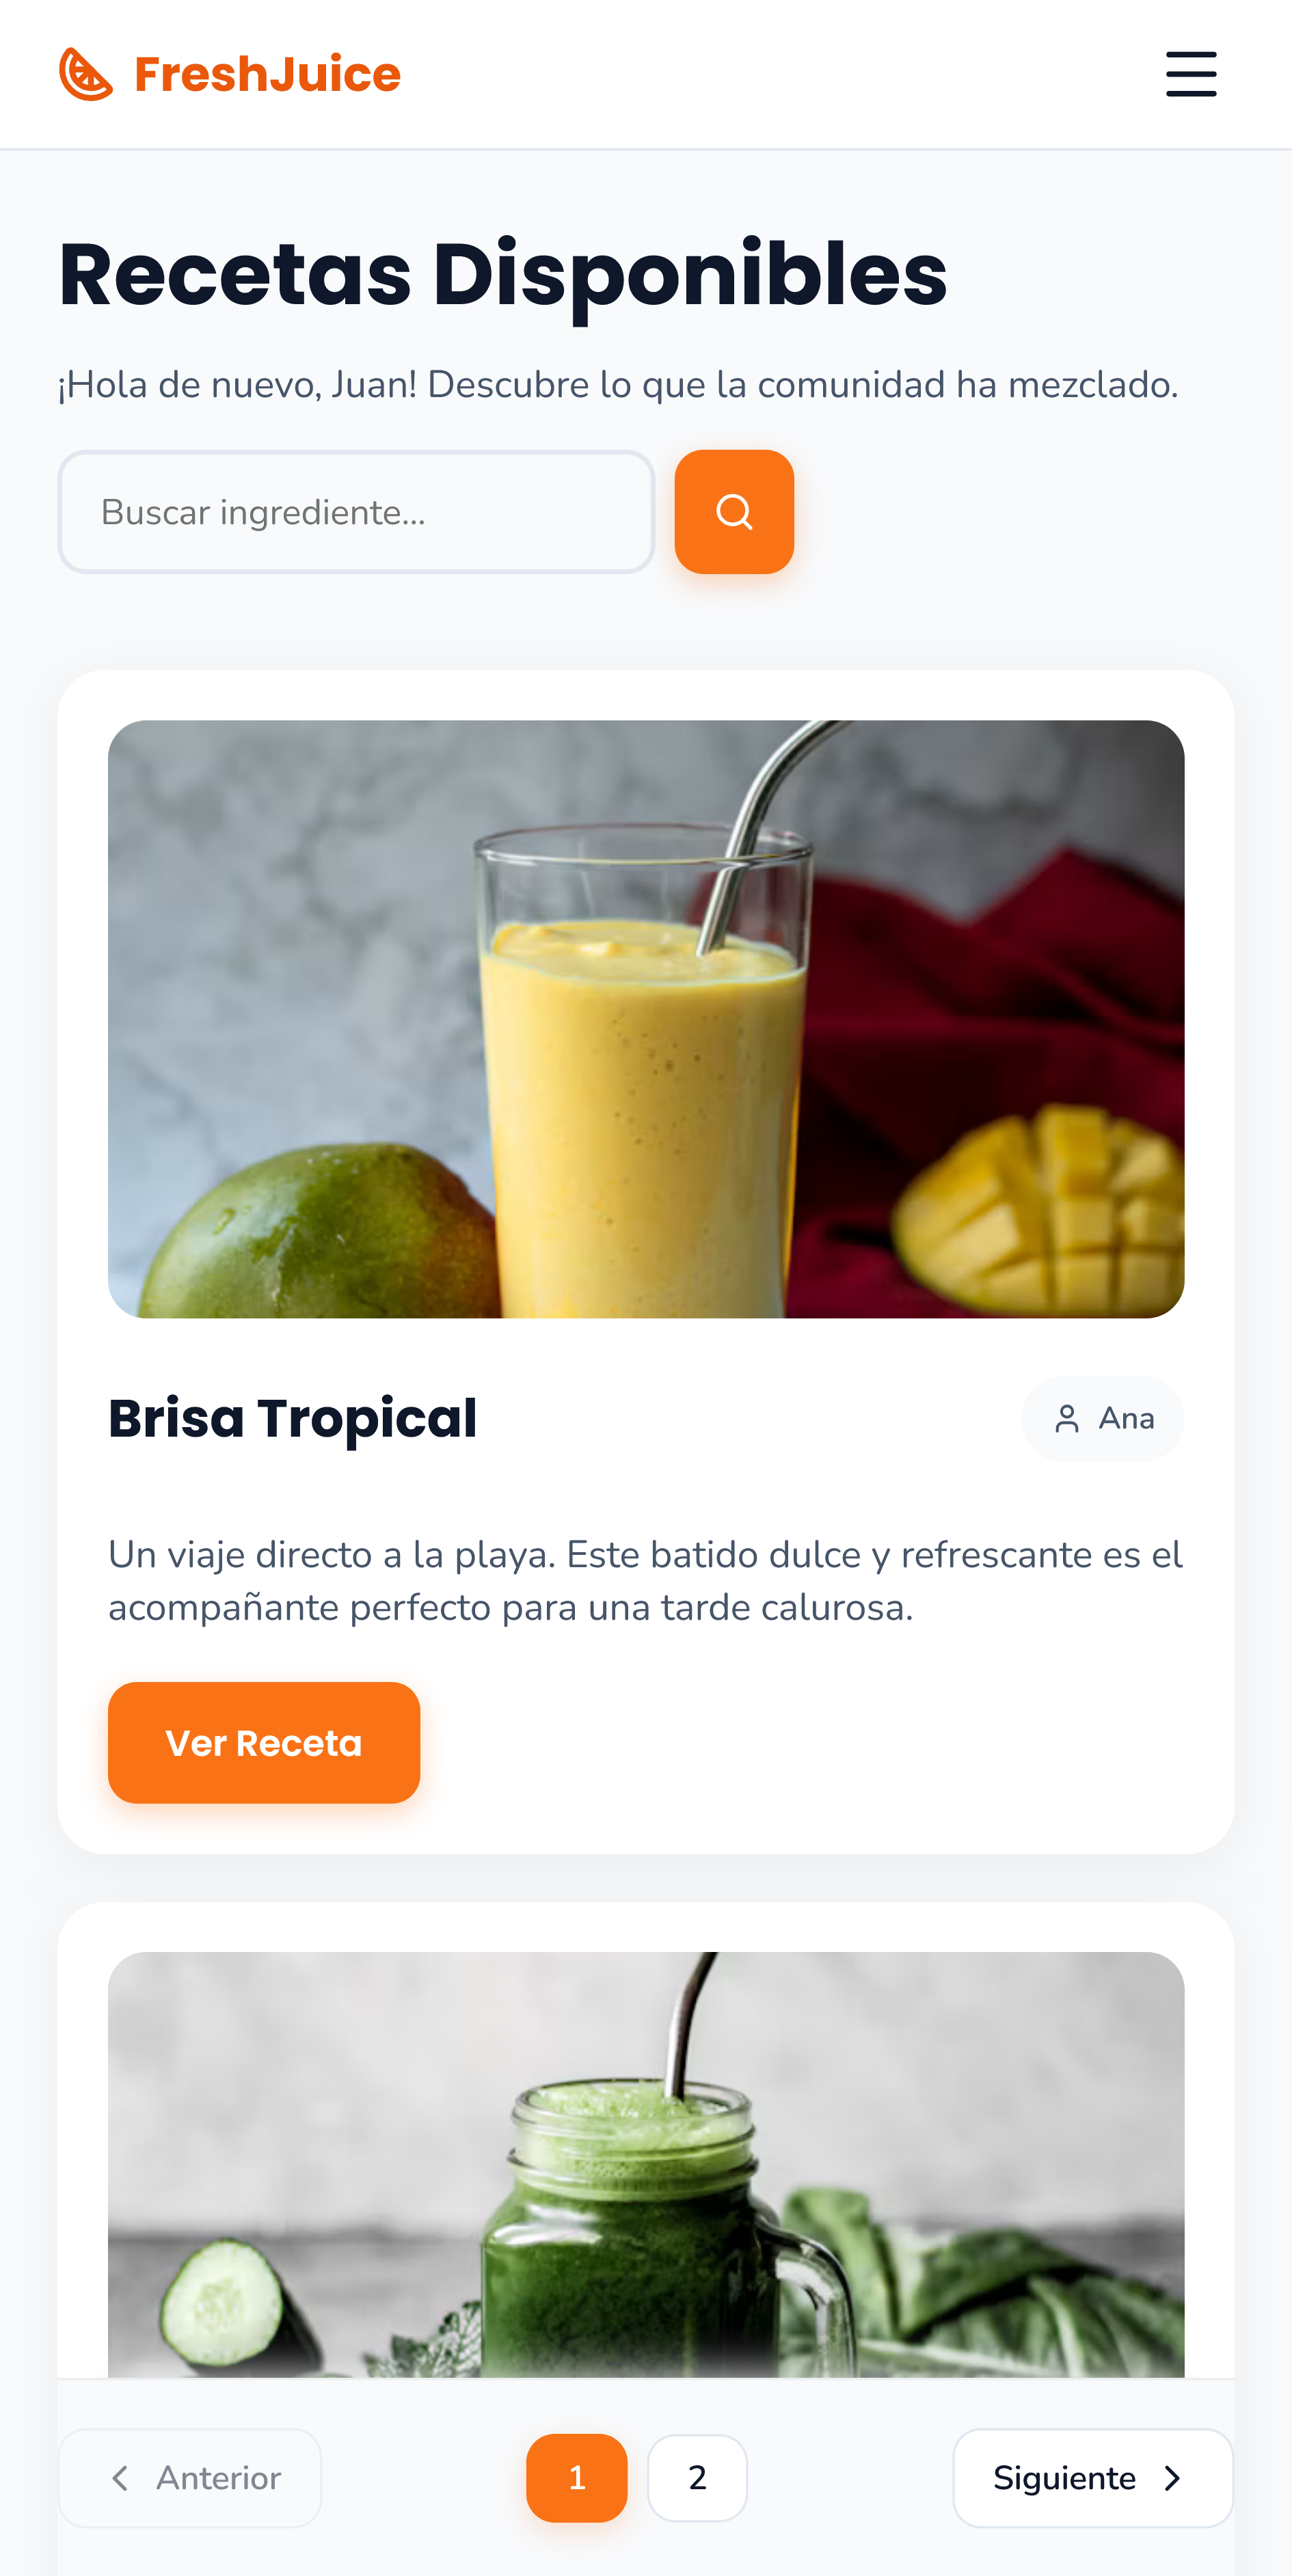 FreshJuice
Recetas Disponibles
¡Hola de nuevo, Juan! Descubre lo que la comunidad ha mezclado.
Buscar ingrediente...
Brisa Tropical
Ana
Un viaje directo a la playa. Este batido dulce y refrescante es el
acompañante perfecto para una tarde calurosa.
Ver Receta
Anterior
1
2
Siguiente